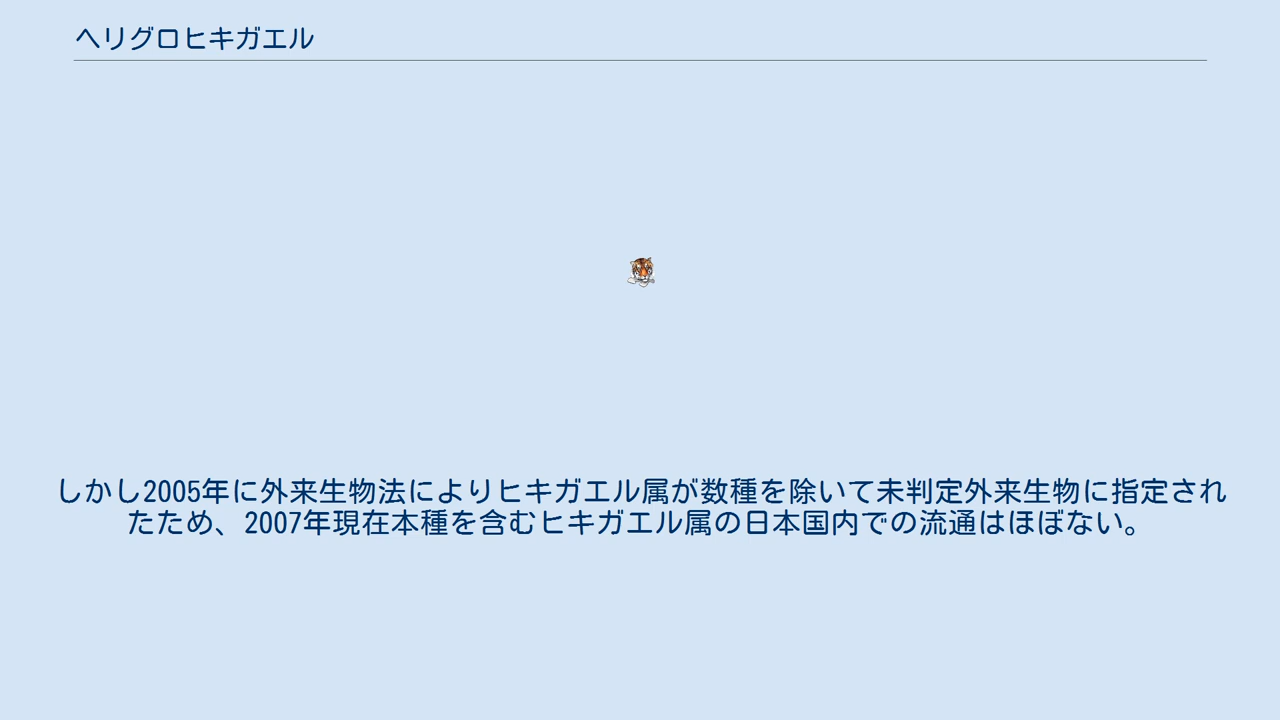 ヘリグロヒキガエル
しかし2005年に外来生物法によりヒキガエル属が数種を除いて未判定外来生物に指定され
たため、2007年現在本種を含むヒキガエル属の日本国内での流通はほぼない。